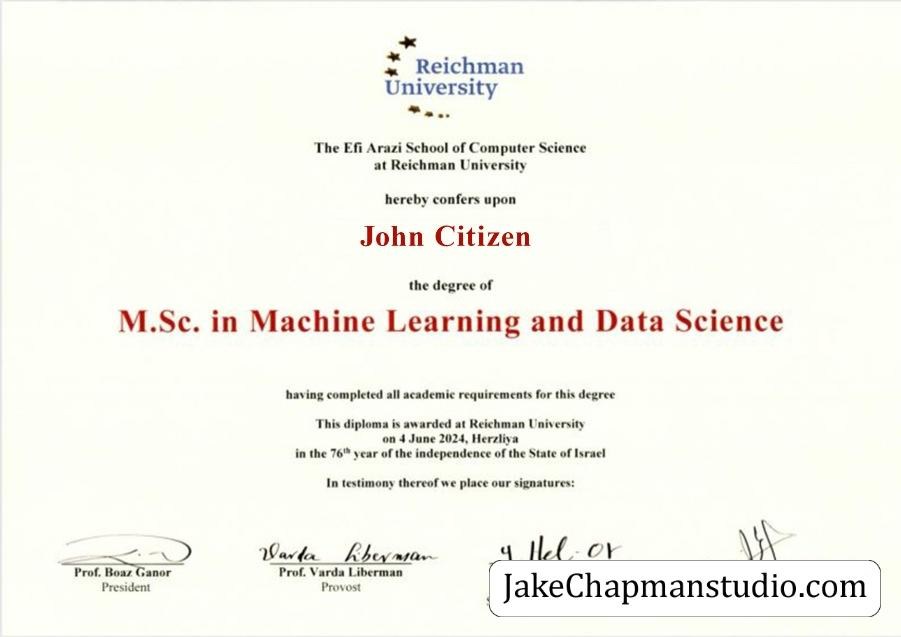 Reichman
University
The Efi Arazi School of Computer Science
at Reichman University
hereby confers upon
John Citizen
the degree of
M.Sc. in Machine Learning and Data Science
having completed all academic requirements for this degree
This diploma is awarded at Reichman University
on 4 June 2024, Herzliya
in the 76th year of the independence of the State of Israel
In testimony thereof we place our signatures:
Varda Liberman
Prof. Boaz Ganor
Prof. Varda Liberman
President
Provost
JakeChapmanstudio.com